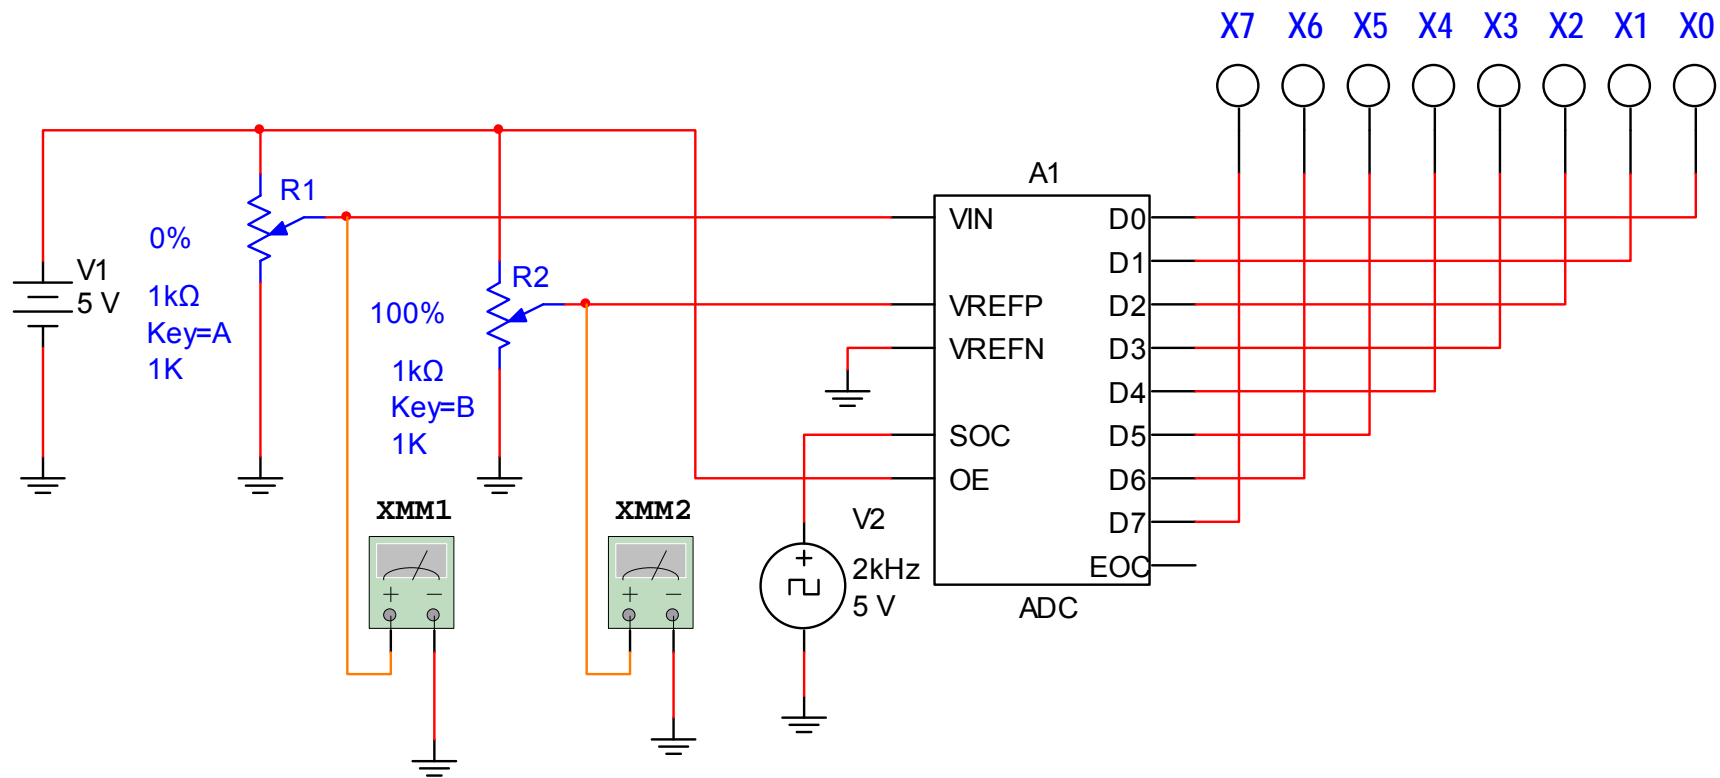 X7 X6 X5 X4 X3 X2 X1 X0
A1
R1
0%
1kΩ
Key=A
1K
V1
5 V
R2
100%
1kΩ
Key=B
1K
VIN
VREFP
VREFN
SOC
OE
D0
D1
D2
D3
D4
D5
D6
D7
EOC
ADC
XMM1
XMM2
V2
2kHz
5 V